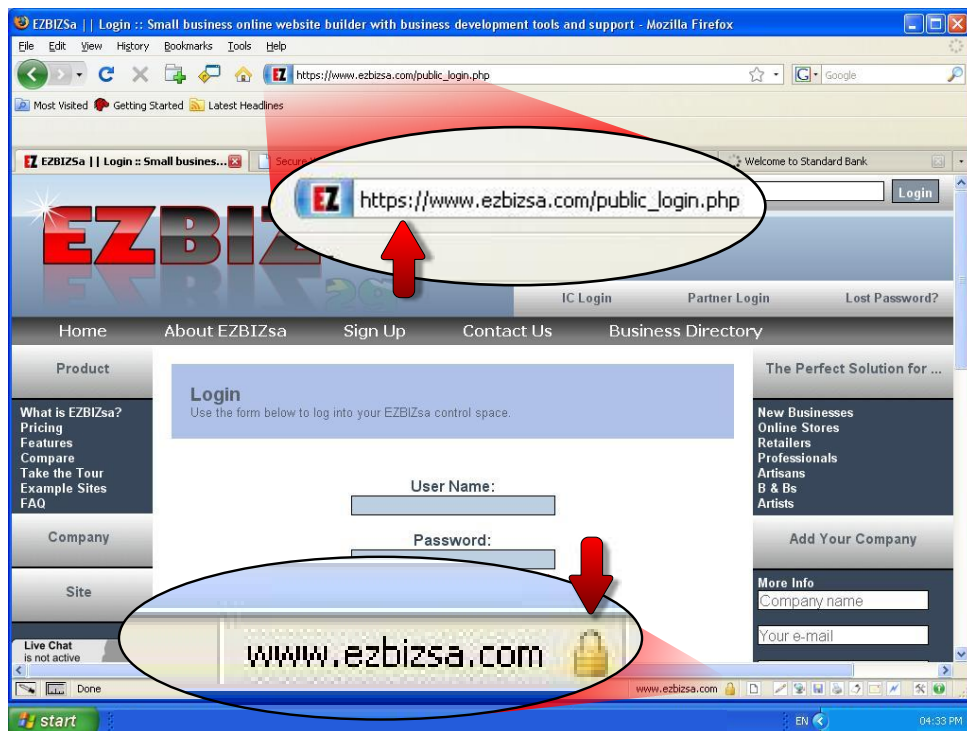 EZBIZSa | | Login :: Small business online website builder with business development tools and support - Mozilla Firefox
File Edit View History Bookmarks Tools Help
EZ https://www.ezbizsa.com/public_login.php
G Google
Most Visited Getting Started Latest Headlines
EZ EZBIZSa | | Login :: Small busines...
Secure
Welcome to Standard Bank
EZ https://www.ezbizsa.com/public_login.php
Login
EZBIZ
IC Login Partner Login Lost Password?
Home About EZBIZsa Sign Up Contact Us Business Directory
Product
What is EZBIZsa?
Pricing
Features
Compare
Take the Tour
Example Sites
FAQ
Company
Site
Live Chat
is not active
Login
Use the form below to log into your EZBIZsa control space.
User Name:
Password:
The Perfect Solution for ...
New Businesses
Online Stores
Retailers
Professionals
Artisans
B & Bs
Artists
Add Your Company
More Info
Company name
Your e-mail
www.ezbizsa.com
Done
www.ezbizsa.com
start
EN
04:33 PM